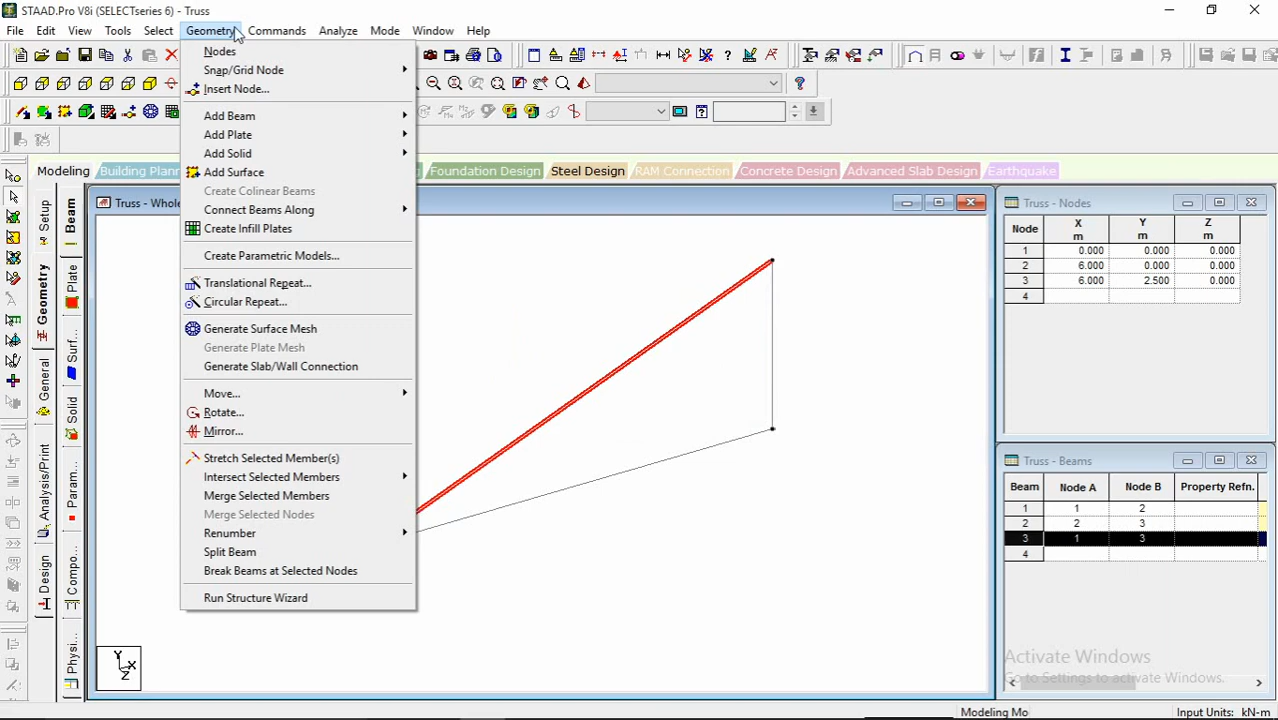 STAAD.Pro V8i (SELECTseries 6) - Truss
File Edit View Tools Select Geometry Commands Analyze Mode Window Help
Nodes
Snap/Grid Node
Insert Node...
Add Beam
Add Plate
Add Solid
Add Surface
Create Colinear Beams
Connect Beams Along
Create Infill Plates
Create Parametric Models...
Translational Repeat...
Circular Repeat...
Generate Surface Mesh
Generate Plate Mesh
Generate Slab/Wall Connection
Move...
Rotate...
Mirror...
Stretch Selected Member(s)
Intersect Selected Members
Merge Selected Members
Merge Selected Nodes
Renumber
Split Beam
Break Beams at Selected Nodes
Run Structure Wizard
Modeling Building Plann Foundation Design Steel Design RAM Connection Concrete Design Advanced Slab Design Earthquake
Setup
Geometry
General
Analysis/Print
Design
Beam
Plate
Surf...
Solid
Param...
Compo...
Physi...
Truss - Whole
Y
X
Z
Truss - Nodes
Node X m Y m Z m
1 0.000 0.000 0.000
2 6.000 0.000 0.000
3 6.000 2.500 0.000
4
Truss - Beams
Beam Node A Node B Property Refn.
1 1 2
2 2 3
3 1 3
4
Activate Windows
Go to Settings to activate Windows.
Modeling Mo Input Units: kN-m